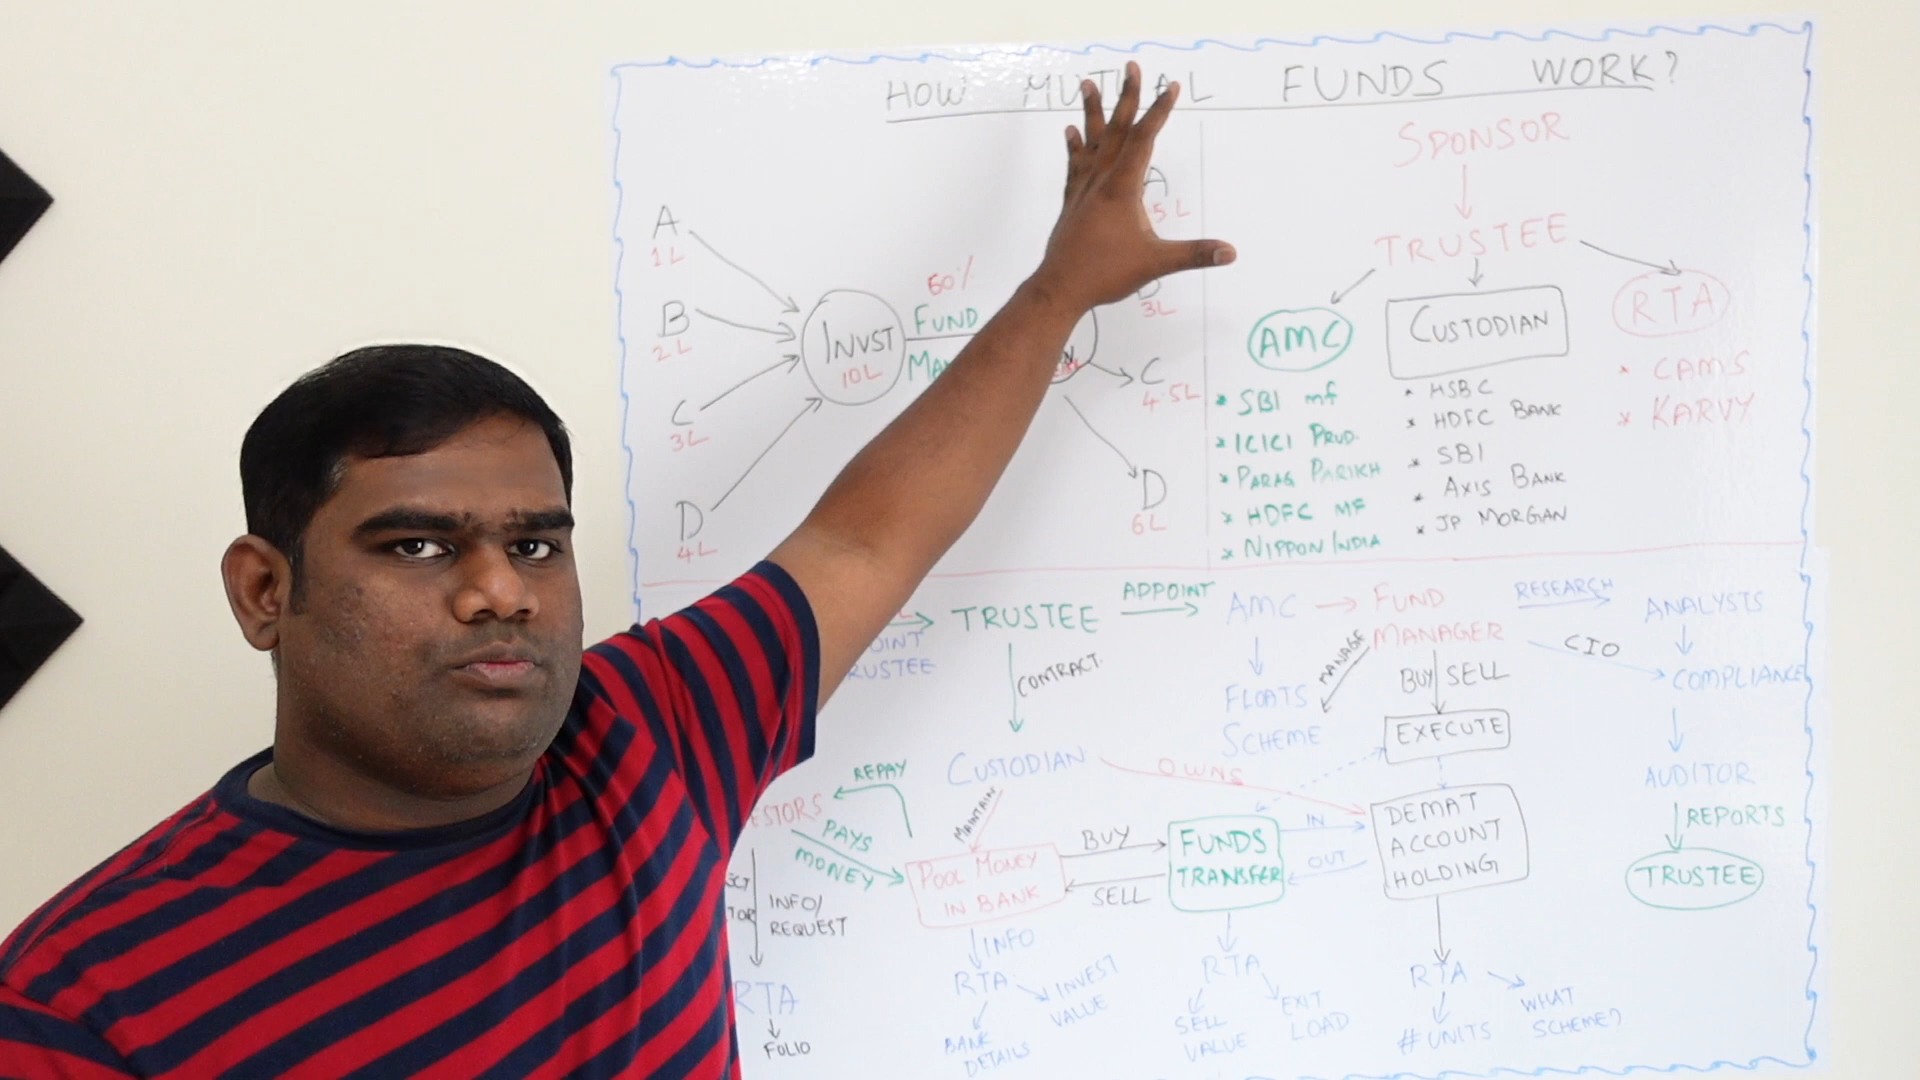 HOW MUTUAL FUNDS WORK?
A
1L
B
2L
C
3L
D
4L
INVST
10L
50%
FUND
A
5L
3L
C
4.5L
D
6L
SPONSOR
TRUSTEE
AMC
* SBI mf
* ICICI PRUD.
* PARAG PARIKH
* HDFC MF
* NIPPON INDIA
CUSTODIAN
* HSBC
* HDFC BANK
* SBI
* AXIS BANK
* JP MORGAN
RTA
* CAMS
* KARVY
TRUSTEE
APPOINT
AMC
FUND
MANAGER
RESEARCH
ANALYSTS
CIO
COMPLIANCE
AUDITOR
REPORTS
TRUSTEE
CONTRACT.
FLOATS
SCHEME
MANAGE
BUY SELL
EXECUTE
CUSTODIAN
OWNS
REPAY
PAYS
MONEY
MAINTAIN
POOL MONEY
IN BANK
BUY
SELL
FUNDS
TRANSFER
IN
OUT
DEMAT
ACCOUNT
HOLDING
INFO/
REQUEST
RTA
FOLIO
INFO
RTA
INVEST
VALUE
BANK
DETAILS
RTA
SELL
VALUE
EXIT
LOAD
RTA
# UNITS
WHAT
SCHEME?